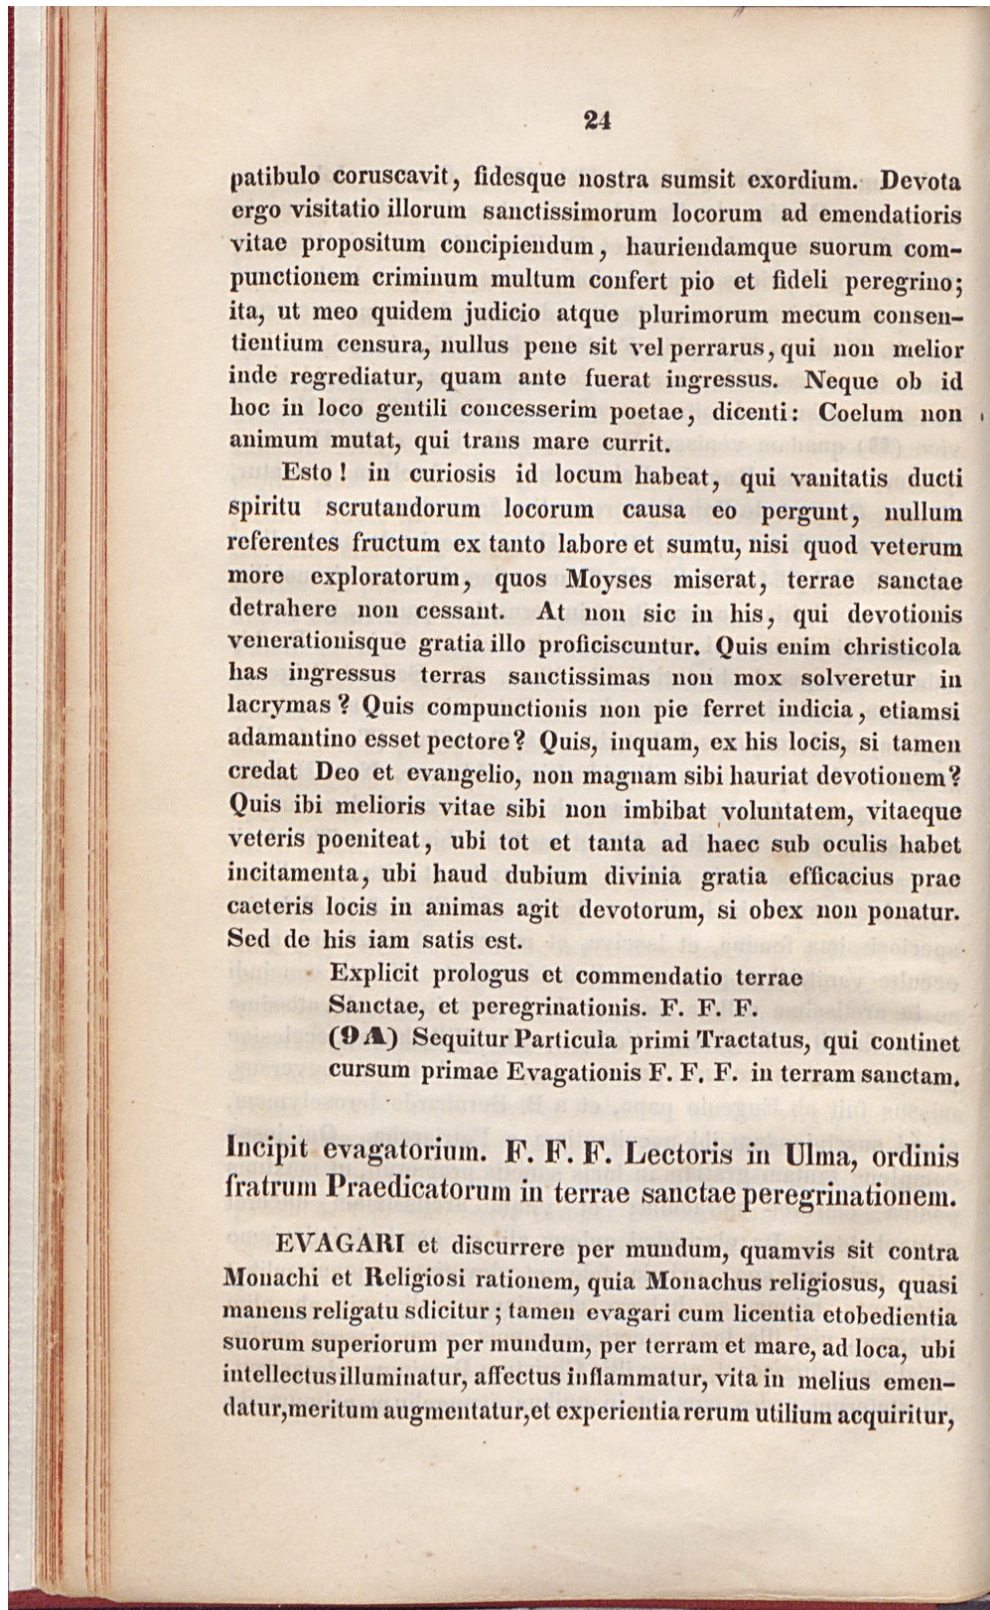 24
patibulo coruscavit, fidesque nostra sumsit exordium. Devota
ergo visitatio illorum sanctissimorum locorum ad emendatioris
vitae propositum concipiendum, hauriendamque suorum com-
punctionem criminum multum confert pio et fideli peregrino;
ita, ut meo quidem judicio atque plurimorum mecum consen-
tientium censura, nullus pene sit vel perrarus, qui non melior
inde regrediatur, quam ante fuerat ingressus. Neque ob id
hoc in loco gentili concesserim poetae, dicenti: Coelum non
animum mutat, qui trans mare currit.
Esto! in curiosis id locum habeat, qui vanitatis ducti
spiritu scrutandorum locorum causa eo pergunt, nullum
referentes fructum ex tanto labore et sumtu, nisi quod veterum
more exploratorum, quos Moyses miserat, terrae sanctae
detrahere non cessant. At non sic in his, qui devotionis
venerationisque gratia illo proficiscuntur. Quis enim christicola
has ingressus terras sanctissimas non mox solveretur in
lacrymas? Quis compunctionis non pie ferret indicia, etiamsi
adamantino esset pectore? Quis, inquam, ex his locis, si tamen
credat Deo et evangelio, non magnam sibi hauriat devotionem?
Quis ibi melioris vitae sibi non imbibat voluntatem, vitaeque
veteris poeniteat, ubi tot et tanta ad haec sub oculis habet
incitamenta, ubi haud dubium divinia gratia efficacius prae
caeteris locis in animas agit devotorum, si obex non ponatur.
Sed de his iam satis est.
Explicit prologus et commendatio terrae
Sanctae, et peregrinationis. F. F. F.
(9 A) Sequitur Particula primi Tractatus, qui continet
cursum primae Evagationis F. F. F. in terram sanctam.
Incipit evagatorium. F. F. F. Lectoris in Ulma, ordinis
fratrum Praedicatorum in terrae sanctae peregrinationem.
EVAGARI et discurrere per mundum, quamvis sit contra
Monachi et Religiosi rationem, quia Monachus religiosus, quasi
manens religatu sdicitur; tamen evagari cum licentia etobedientia
suorum superiorum per mundum, per terram et mare, ad loca, ubi
intellectus illuminatur, affectus inflammatur, vita in melius emen-
datur,meritum augmentatur,et experientia rerum utilium acquiritur,